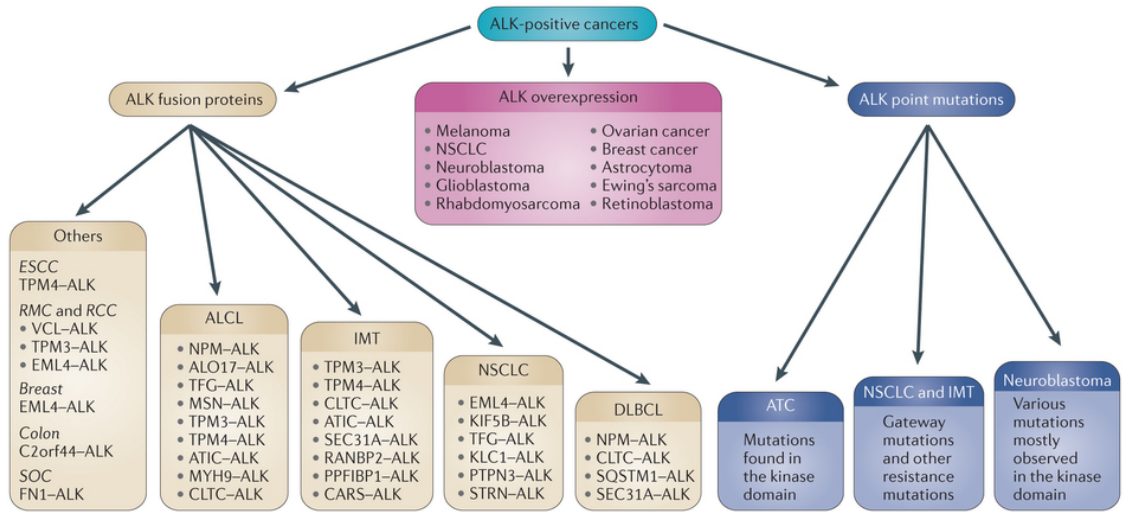 ALK-positive cancers
ALK fusion proteins
ALK overexpression
• Melanoma
• NSCLC
• Neuroblastoma
• Glioblastoma
• Rhabdomyosarcoma
• Ovarian cancer
• Breast cancer
• Astrocytoma
• Ewing's sarcoma
• Retinoblastoma
ALK point mutations
Others
ESCC
TPM4–ALK
RMC and RCC
• VCL–ALK
• TPM3–ALK
• EML4–ALK
Breast
EML4–ALK
Colon
C2orf44–ALK
SOC
FN1–ALK
ALCL
• NPM–ALK
• ALO17–ALK
• TFG–ALK
• MSN–ALK
• TPM3–ALK
• TPM4–ALK
• ATIC–ALK
• MYH9–ALK
• CLTC–ALK
IMT
• TPM3–ALK
• TPM4–ALK
• CLTC–ALK
• ATIC–ALK
• SEC31A–ALK
• RANBP2–ALK
• PPFIBP1–ALK
• CARS–ALK
NSCLC
• EML4–ALK
• KIF5B–ALK
• TFG–ALK
• KLC1–ALK
• PTPN3–ALK
• STRN–ALK
DLBCL
• NPM–ALK
• CLTC–ALK
• SQSTM1–ALK
• SEC31A–ALK
ATC
Mutations
found in
the kinase
domain
NSCLC and IMT
Gateway
mutations
and other
resistance
mutations
Neuroblastoma
Various
mutations
mostly
observed
in the kinase
domain